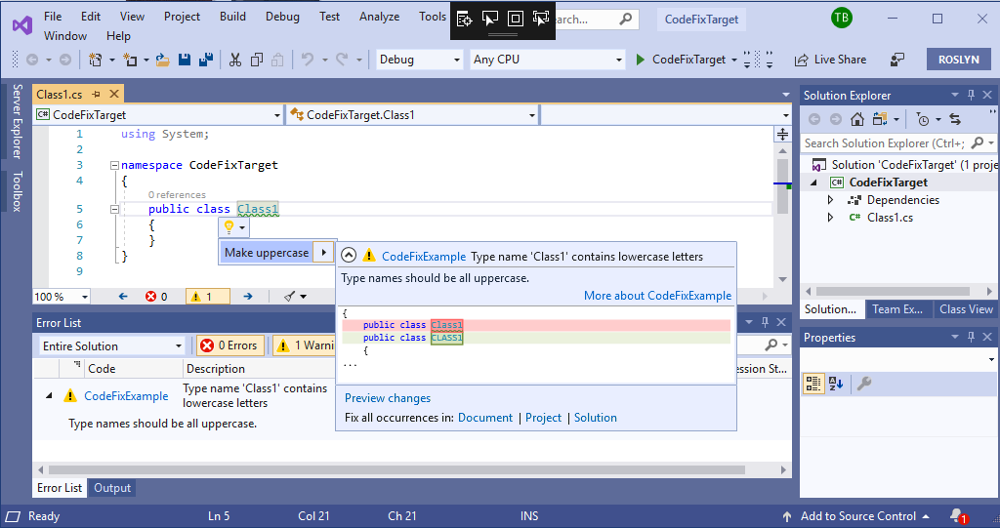 File Edit View Project Build Debug Test Analyze Tools
arch... CodeFixTarget TB
Window Help
Debug Any CPU CodeFixTarget Live Share ROSLYN
Server Explorer
Toolbox
Class1.cs
C# CodeFixTarget CodeFixTarget.Class1
1 using System;
2
3 namespace CodeFixTarget
4 {
0 references
5 public class Class1
6 {
7 }
8 }
9
Make uppercase
CodeFixExample Type name 'Class1' contains lowercase letters
Type names should be all uppercase.
More about CodeFixExample
{
public class Class1
public class CLASS1
{
...
Preview changes
Fix all occurrences in: Document | Project | Solution
100 % 0 1
Error List
Entire Solution 0 Errors 1 Warni
Code Description ession St...
CodeFixExample Type name 'Class1' contains
lowercase letters
Type names should be all uppercase.
Error List Output
Solution Explorer
Search Solution Explorer (Ctrl+;
Solution 'CodeFixTarget' (1 proje
C# CodeFixTarget
Dependencies
C# Class1.cs
Solution... Team Ex... Class View
Properties
Ready Ln 5 Col 21 Ch 21 INS Add to Source Control 1